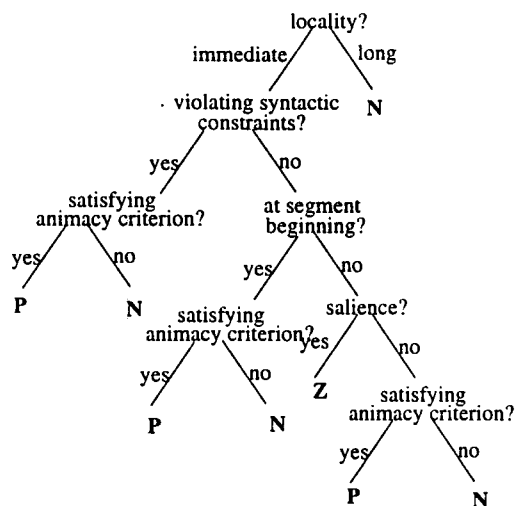 locality?
immediate
long
violating syntactic
constraints?
N
yes
no
satisfying
animacy criterion?
at segment
beginning?
yes
no
yes
no
P
N
satisfying
animacy criterion?
salience?
yes
no
yes
no
Z
satisfying
animacy criterion?
P
N
yes
no
P
N